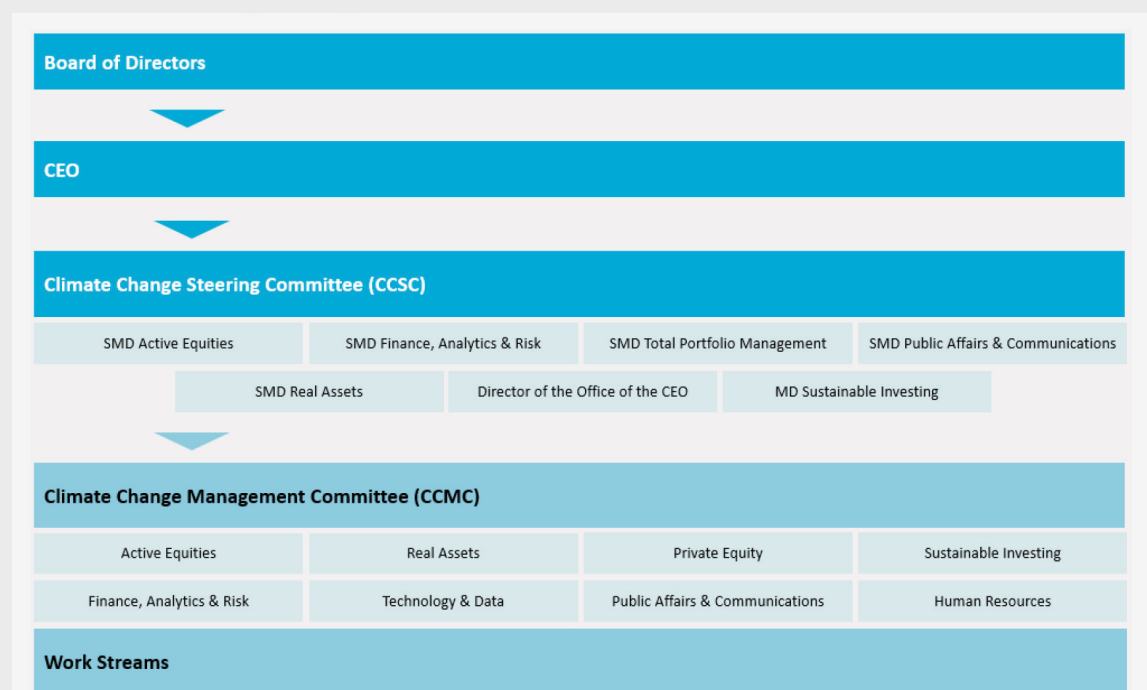 Board of Directors
CEO
Climate Change Steering Committee (CCSC)
SMD Active Equities
SMD Finance, Analytics & Risk
SMD Total Portfolio Management
SMD Public Affairs & Communications
SMD Real Assets
Director of the Office of the CEO
MD Sustainable Investing
Climate Change Management Committee (CCMC)
Active Equities
Real Assets
Private Equity
Sustainable Investing
Finance, Analytics & Risk
Technology & Data
Public Affairs & Communications
Human Resources
Work Streams